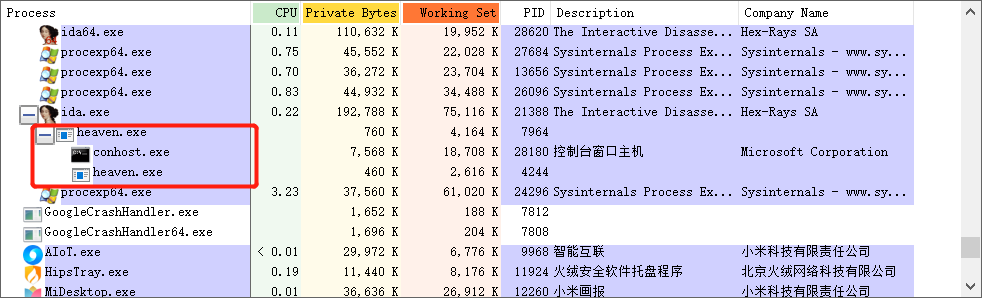 Process CPU Private Bytes Working Set PID Description Company Name
ida64.exe 0.11 110,632 K 19,952 K 28620 The Interactive Disasse... Hex-Rays SA
procexp64.exe 0.75 45,552 K 22,028 K 27684 Sysinternals Process Ex... Sysinternals - www.sy...
procexp64.exe 0.70 36,272 K 23,704 K 13656 Sysinternals Process Ex... Sysinternals - www.sy...
procexp64.exe 0.83 44,932 K 34,488 K 26096 Sysinternals Process Ex... Sysinternals - www.sy...
ida.exe 0.22 192,788 K 75,116 K 21388 The Interactive Disasse... Hex-Rays SA
heaven.exe 760 K 4,164 K 7964
conhost.exe 7,568 K 18,708 K 28180 控制台窗口主机 Microsoft Corporation
heaven.exe 460 K 2,616 K 4244
procexp64.exe 3.23 37,560 K 61,020 K 24296 Sysinternals Process Ex... Sysinternals - www.sy...
GoogleCrashHandler.exe 1,652 K 188 K 7812
GoogleCrashHandler64.exe 1,696 K 204 K 7808
AIoT.exe < 0.01 29,972 K 6,776 K 9968 智能互联 小米科技有限责任公司
HipsTray.exe 0.19 11,440 K 8,176 K 11924 火绒安全软件托盘程序 北京火绒网络科技有限公司
MiDesktop.exe 0.01 36,636 K 26,912 K 12260 小米画报 小米科技有限责任公司